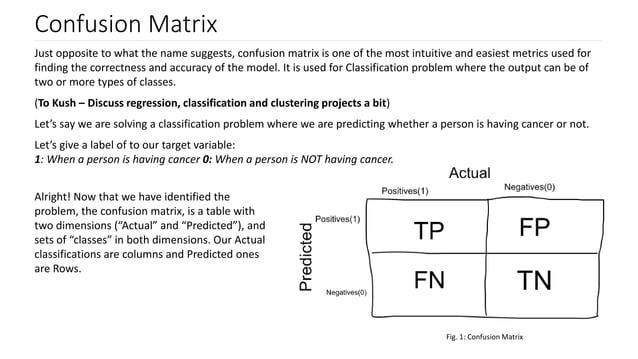 Confusion Matrix
Just opposite to what the name suggests, confusion matrix is one of the most intuitive and easiest metrics used for
finding the correctness and accuracy of the model. It is used for Classification problem where the output can be of
two or more types of classes.
(To Kush – Discuss regression, classification and clustering projects a bit)
Let’s say we are solving a classification problem where we are predicting whether a person is having cancer or not.
Let’s give a label of to our target variable:
1: When a person is having cancer 0: When a person is NOT having cancer.
Alright! Now that we have identified the
problem, the confusion matrix, is a table with
two dimensions (“Actual” and “Predicted”), and
sets of “classes” in both dimensions. Our Actual
classifications are columns and Predicted ones
are Rows.
Actual
Positives(1) Negatives(0)
Predicted
Positives(1) TP FP
Negatives(0) FN TN
Fig. 1: Confusion Matrix